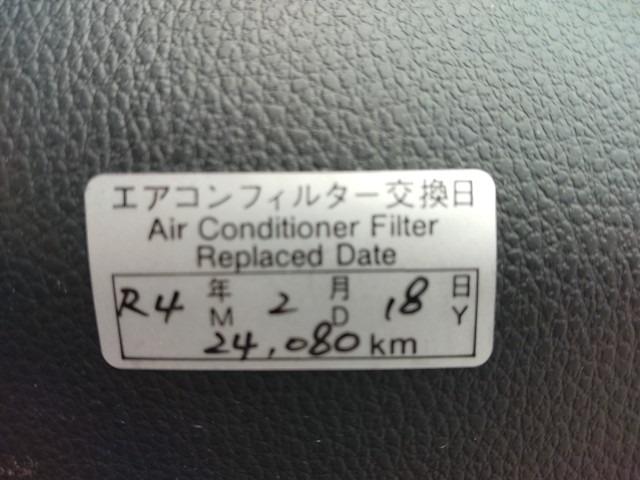 エアコンフィルター交換日
Air Conditioner Filter
Replaced Date
R4 年 2 月 18 日
M D Y
24,080 km